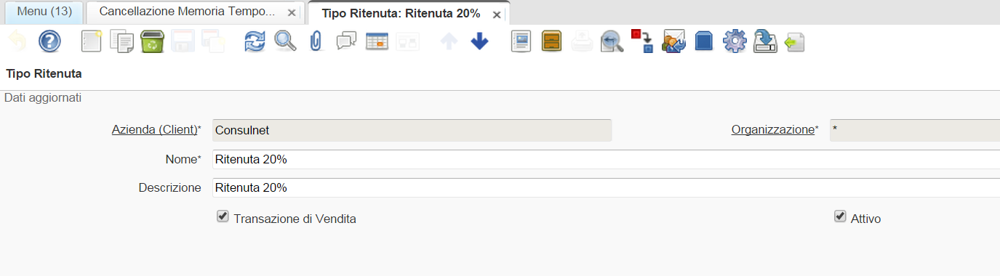 Menu (13) Cancellazione Memoria Tempo... Tipo Ritenuta: Ritenuta 20%
Tipo Ritenuta
Dati aggiornati
Azienda (Client)* Consulnet Organizzazione* *
Nome* Ritenuta 20%
Descrizione Ritenuta 20%
Transazione di Vendita Attivo